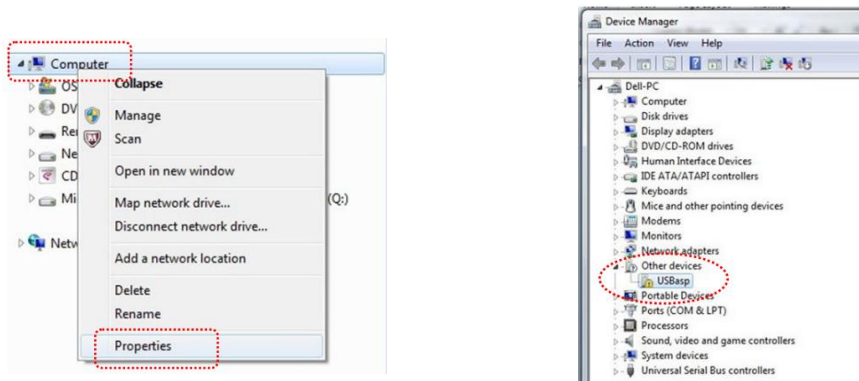 Computer
OS
Collapse
DV
Manage
Re
Scan
Ne
CD
Open in new window
Mi
Map network drive...
(Q:)
Disconnect network drive...
Netw
Add a network location
Delete
Rename
Properties
Device Manager
File Action View Help
Dell-PC
Computer
Disk drives
Display adapters
DVD/CD-ROM drives
Human Interface Devices
IDE ATA/ATAPI controllers
Keyboards
Mice and other pointing devices
Modems
Monitors
Network adapters
Other devices
USBasp
Portable Devices
Ports (COM & LPT)
Processors
Sound, video and game controllers
System devices
Universal Serial Bus controllers